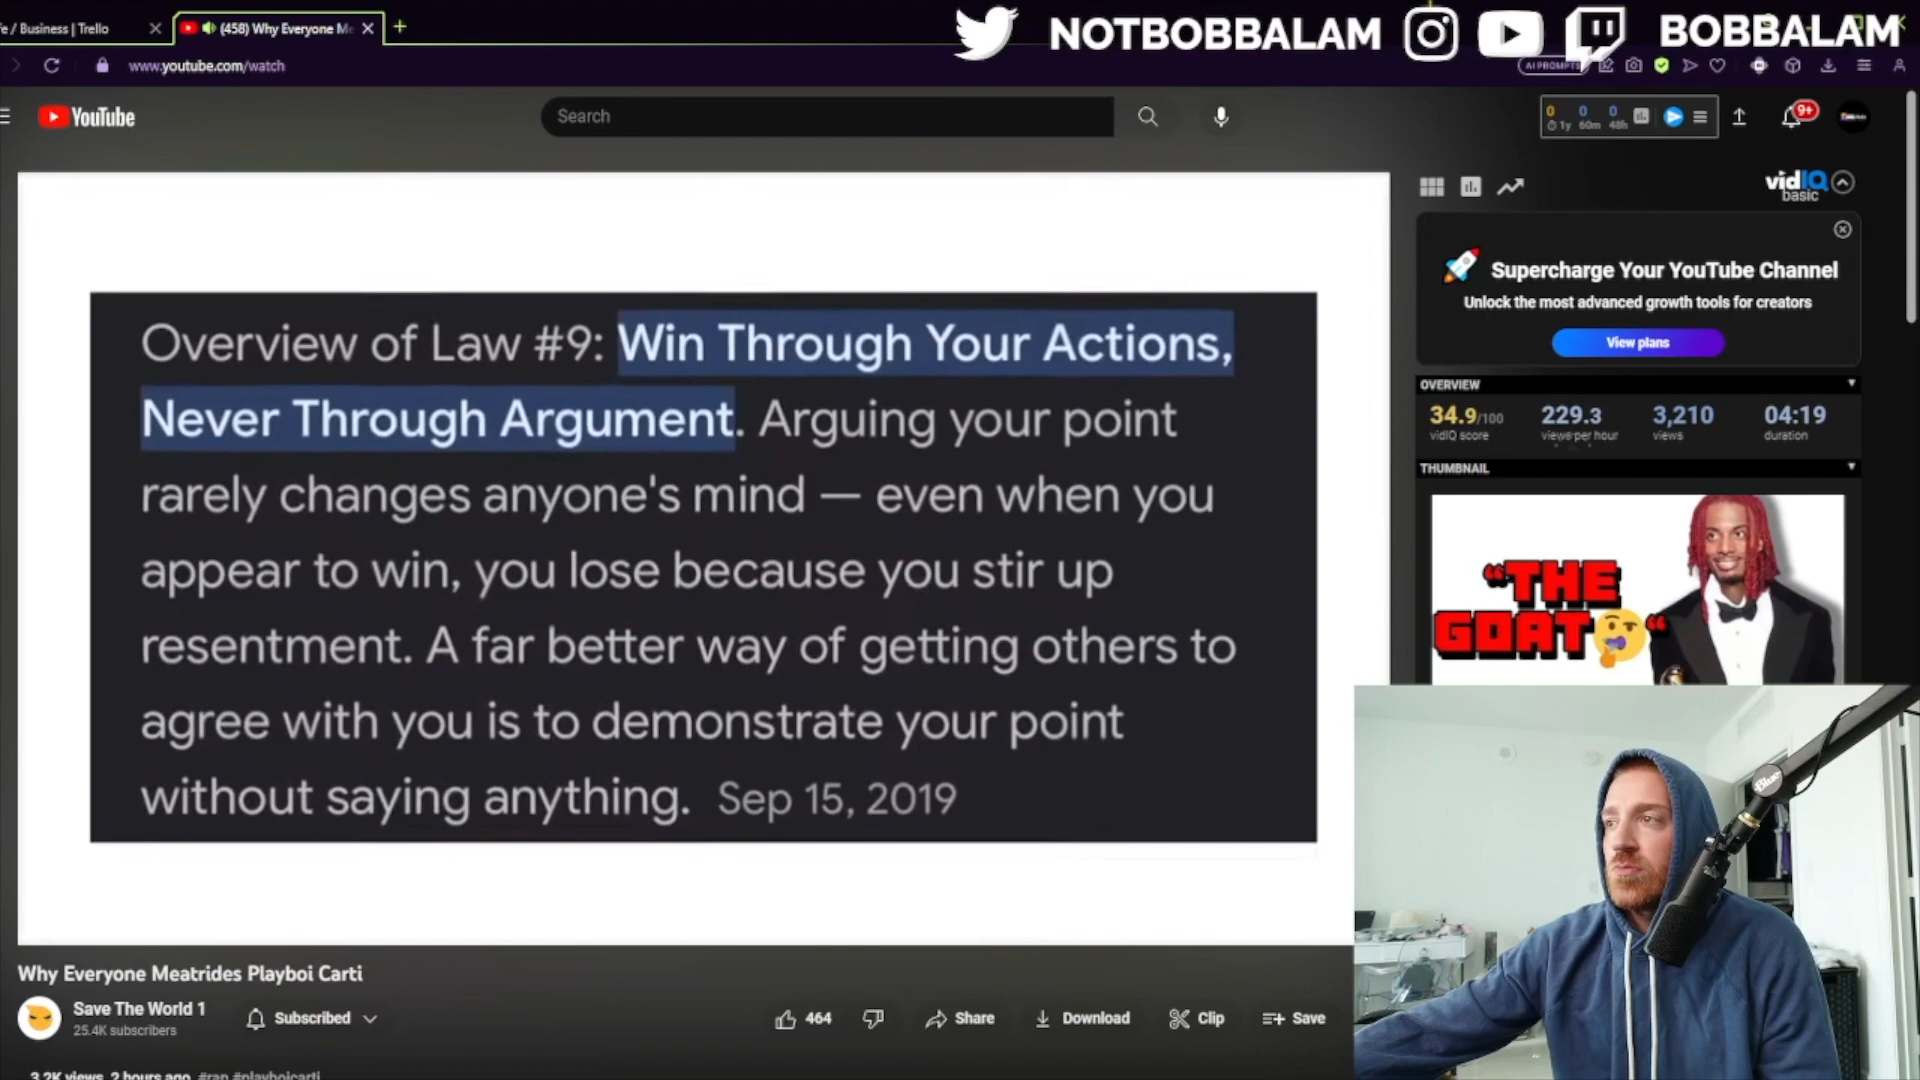 e / Business | Trello
(458) Why Everyone Me
NOTBOBBALAM
BOBBALAM
www.youtube.com/watch
AI PROMPTS
YouTube
Search
0 0 0
1y 60m 48h
9+
vidIQ
basic
Supercharge Your YouTube Channel
Unlock the most advanced growth tools for creators
View plans
OVERVIEW
34.9/100 229.3 3,210 04:19
vidIQ score views per hour views duration
THUMBNAIL
"THE
GOAT"
Overview of Law #9: Win Through Your Actions,
Never Through Argument. Arguing your point
rarely changes anyone's mind — even when you
appear to win, you lose because you stir up
resentment. A far better way of getting others to
agree with you is to demonstrate your point
without saying anything. Sep 15, 2019
Blue
Why Everyone Meatrides Playboi Carti
Save The World 1
25.4K subscribers
Subscribed
464
Share
Download
Clip
Save
3.2K views 2 hours ago #rap #playboicarti